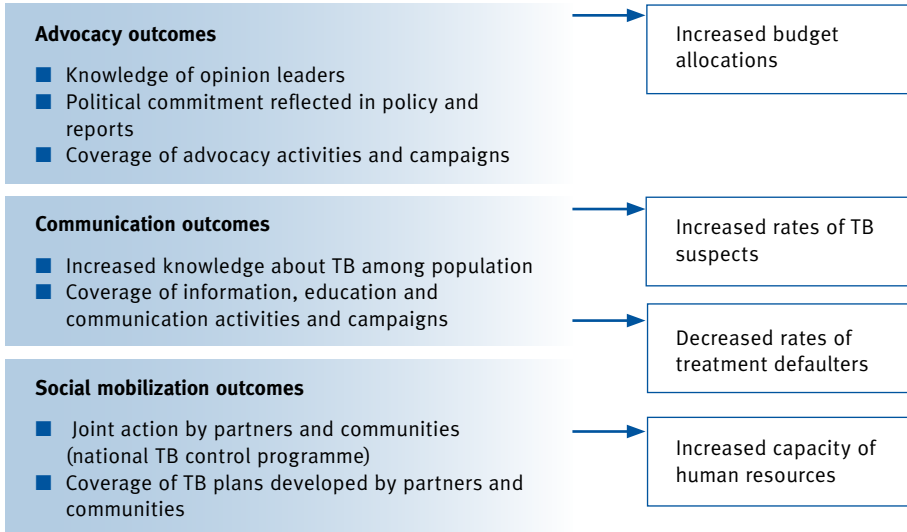 Advocacy outcomes
Knowledge of opinion leaders
Political commitment reflected in policy and
reports
Coverage of advocacy activities and campaigns
Increased budget
allocations
Communication outcomes
Increased knowledge about TB among population
Coverage of information, education and
communication activities and campaigns
Increased rates of TB
suspects
Decreased rates of
treatment defaulters
Social mobilization outcomes
Joint action by partners and communities
(national TB control programme)
Coverage of TB plans developed by partners and
communities
Increased capacity of
human resources